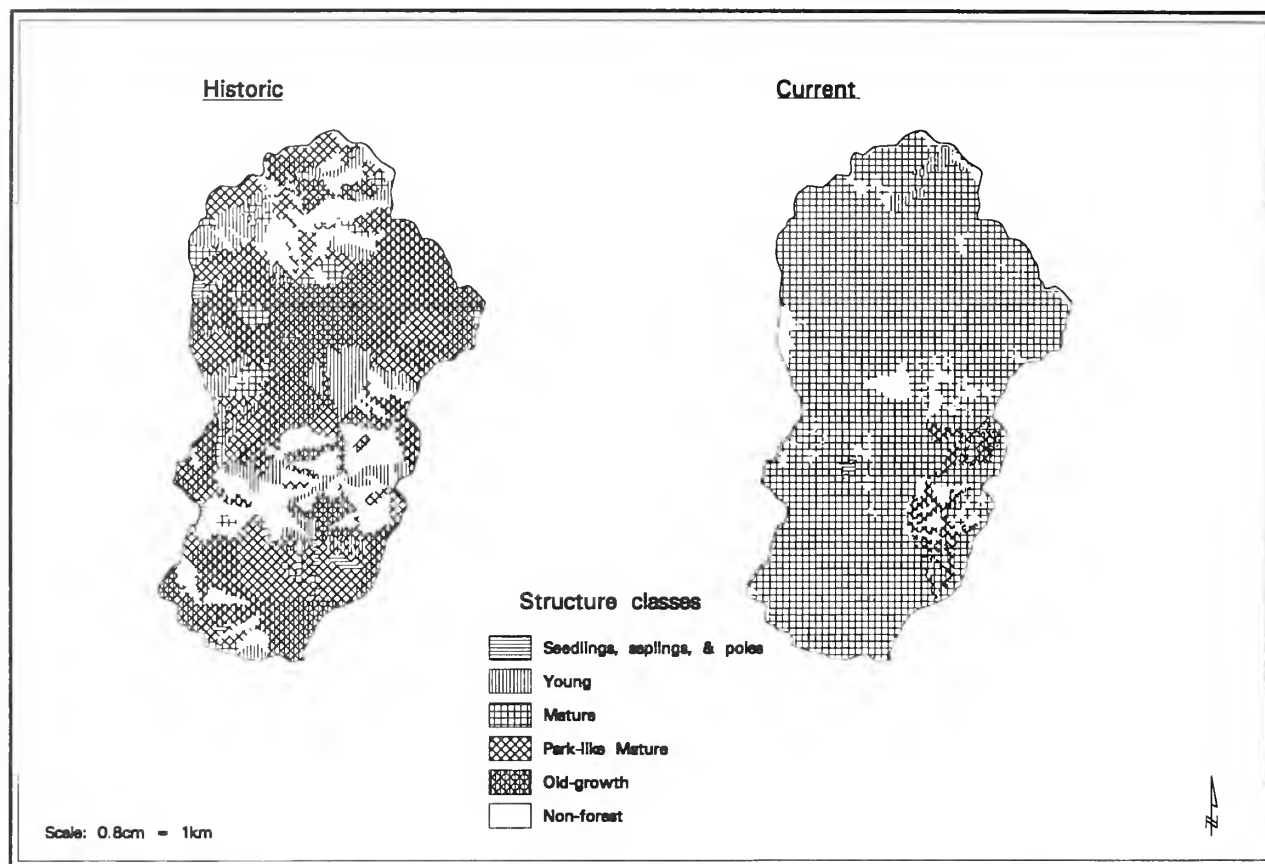 Historic
Current
Structure classes
Seedlings, saplings, & poles
Young
Mature
Park-like Mature
Old-growth
Non-forest
Scale: 0.8cm = 1km
N